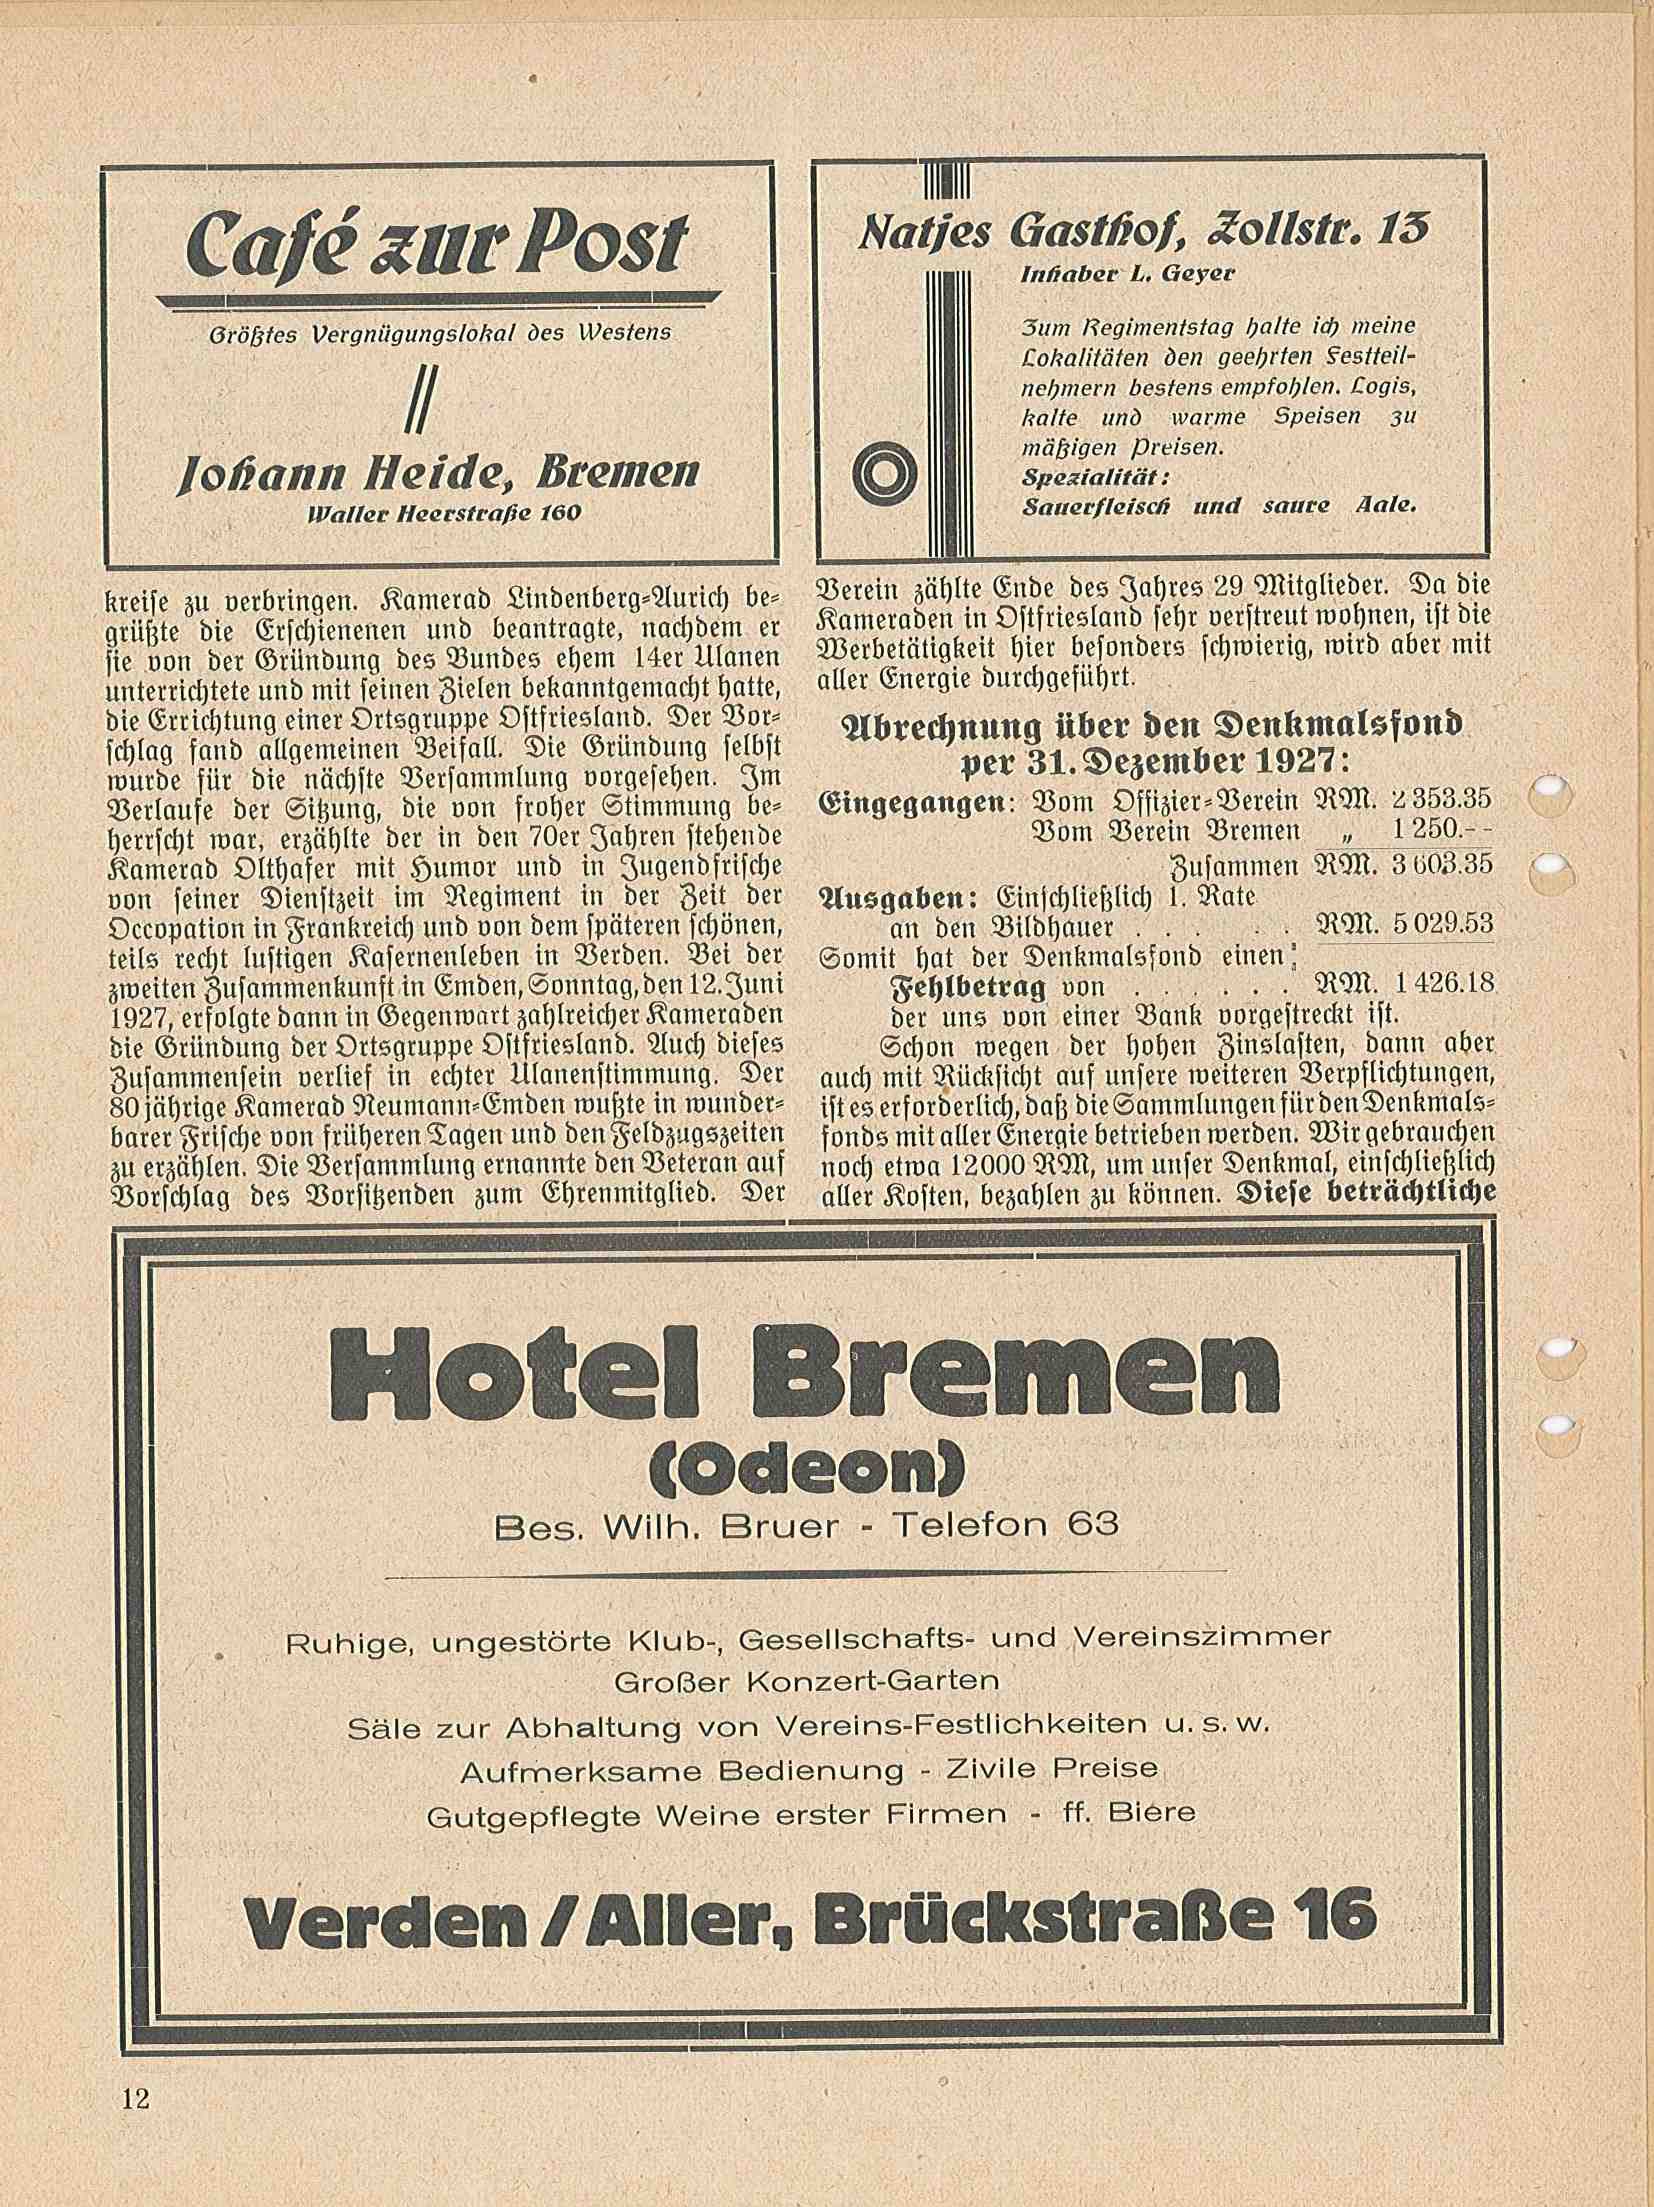 Café zur Post
Größtes Vergnügungslokal des Westens
Johann Heide, Bremen
Waller Heerstraße 160
Natjes Gasthof, Zollstr. 13
Inhaber L. Geyer
Zum Regimentstag halte ich meine
Lokalitäten den geehrten Festteil-
nehmern bestens empfohlen. Logis,
kalte und warme Speisen zu
mäßigen Preisen.
Spezialität:
Sauerfleisch und saure Aale.
kreise zu verbringen. Kamerad Lindenberg-Aurich be-
grüßte die Erschienenen und beantragte, nachdem er
sie von der Gründung des Bundes ehem 14er Ulanen
unterrichtete und mit seinen Zielen bekanntgemacht hatte,
die Errichtung einer Ortsgruppe Ostfriesland. Der Vor-
schlag fand allgemeinen Beifall. Die Gründung selbst
wurde für die nächste Versammlung vorgesehen. Im
Verlaufe der Sitzung, die von froher Stimmung be-
herrscht war, erzählte der in den 70er Jahren stehende
Kamerad Olthafer mit Humor und in Jugendfrische
von seiner Dienstzeit im Regiment in der Zeit der
Occopation in Frankreich und von dem späteren schönen,
teils recht lustigen Kasernenleben in Verden. Bei der
zweiten Zusammenkunft in Emden, Sonntag, den 12. Juni
1927, erfolgte dann in Gegenwart zahlreicher Kameraden
die Gründung der Ortsgruppe Ostfriesland. Auch dieses
Zusammensein verlief in echter Ulanenstimmung. Der
80jährige Kamerad Neumann-Emden wußte in wunder-
barer Frische von früheren Tagen und den Feldzugszeiten
zu erzählen. Die Versammlung ernannte den Veteran auf
Vorschlag des Vorsitzenden zum Ehrenmitglied. Der
Verein zählte Ende des Jahres 29 Mitglieder. Da die
Kameraden in Ostfriesland sehr verstreut wohnen, ist die
Werbetätigkeit hier besonders schwierig, wird aber mit
aller Energie durchgeführt.
Abrechnung über den Denkmalsfond
per 31. Dezember 1927:
Eingegangen: Vom Offizier-Verein RM. 2 353.35
Vom Verein Bremen „ 1 250.--
Zusammen RM. 3 603.35
Ausgaben: Einschließlich 1. Rate
an den Bildhauer . . . . . RM. 5 029.53
Somit hat der Denkmalsfond einen
Fehlbetrag von . . . . . . RM. 1 426.18
der uns von einer Bank vorgestreckt ist.
Schon wegen der hohen Zinslasten, dann aber
auch mit Rücksicht auf unsere weiteren Verpflichtungen,
ist es erforderlich, daß die Sammlungen für den Denkmals-
fonds mit aller Energie betrieben werden. Wir gebrauchen
noch etwa 12000 RM, um unser Denkmal, einschließlich
aller Kosten, bezahlen zu können. Diese beträchtliche
Hotel Bremen
(Odeon)
Bes. Wilh. Bruer - Telefon 63
Ruhige, ungestörte Klub-, Gesellschafts- und Vereinszimmer
Großer Konzert-Garten
Säle zur Abhaltung von Vereins-Festlichkeiten u. s. w.
Aufmerksame Bedienung - Zivile Preise
Gutgepflegte Weine erster Firmen - ff. Biere
Verden / Aller, Brückstraße 16
12